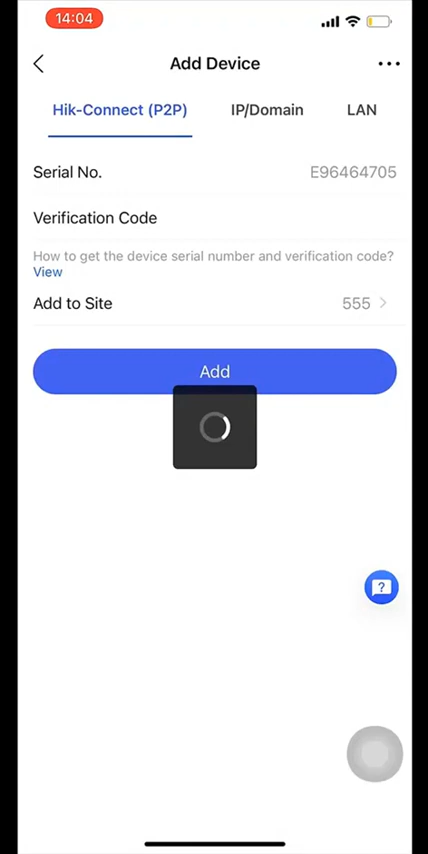 14:04
Add Device
Hik-Connect (P2P) IP/Domain LAN
Serial No. E96464705
Verification Code
How to get the device serial number and verification code?
View
Add to Site 555
Add
?